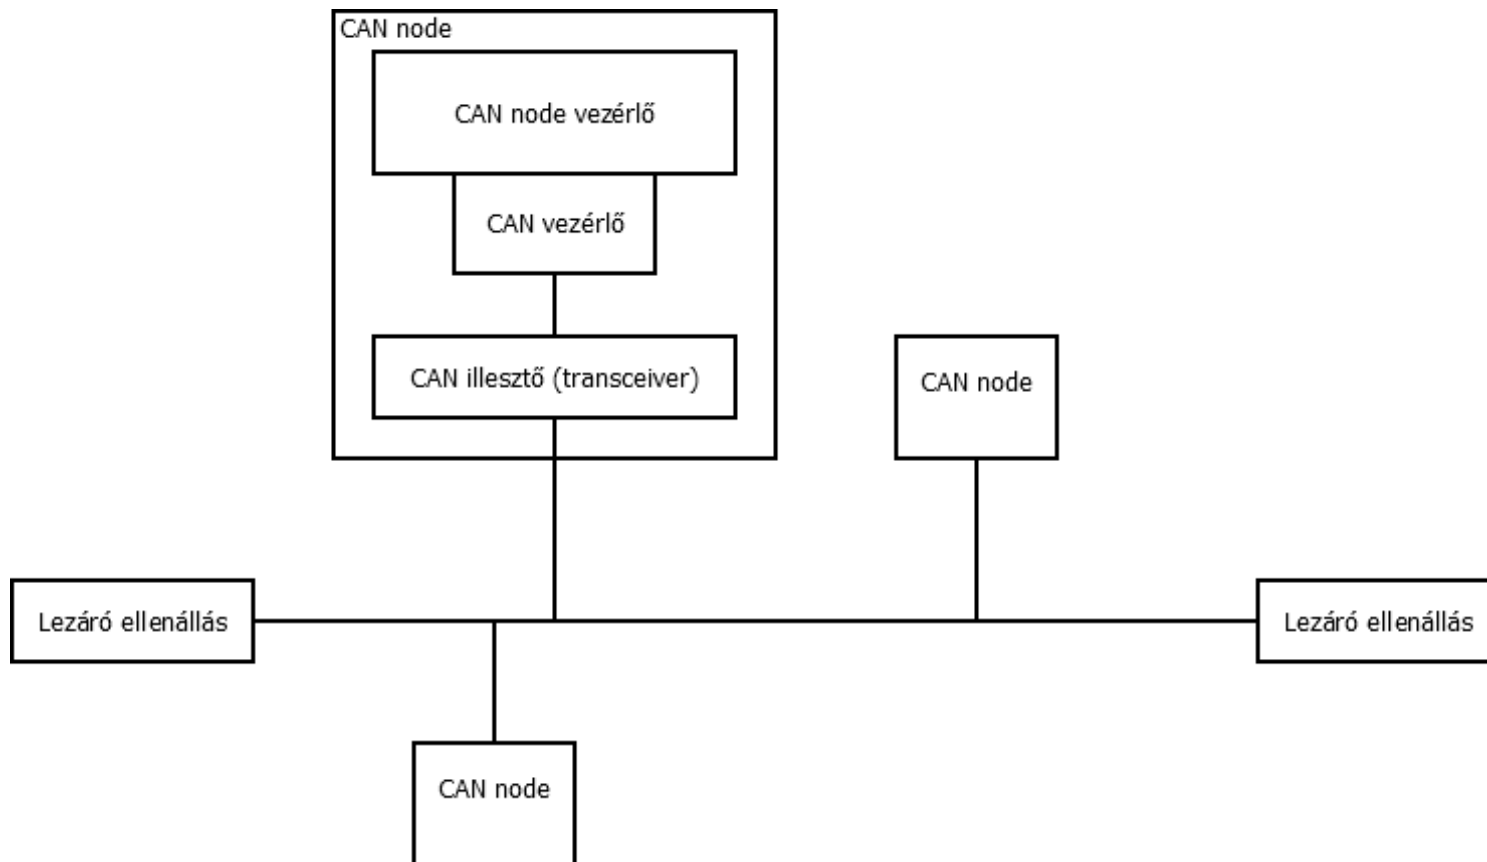 CAN node
CAN node vezérlő
CAN vezérlő
CAN illesztő (transceiver)
CAN node
Lezáró ellenállás
Lezáró ellenállás
CAN node